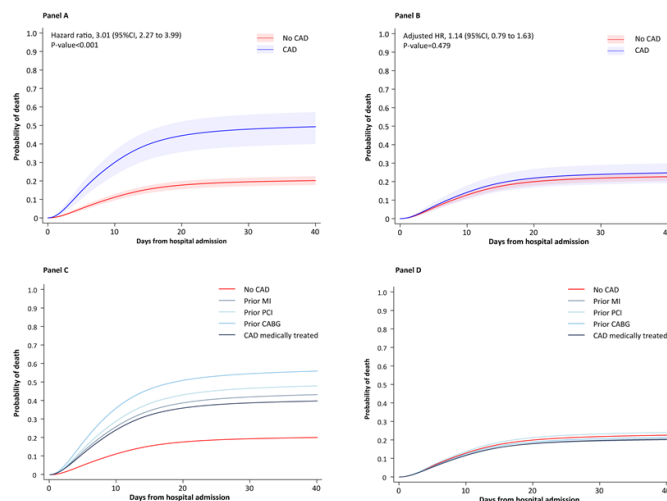 Panel A
Hazard ratio, 3.01 (95%CI, 2.27 to 3.99)
P-value<0.001
No CAD
CAD
Probability of death
1.0
0.9
0.8
0.7
0.6
0.5
0.4
0.3
0.2
0.1
0
0 10 20 30 40
Days from hospital admission
Panel B
Adjusted HR, 1.14 (95%CI, 0.79 to 1.63)
P-value=0.479
No CAD
CAD
Probability of death
1.0
0.9
0.8
0.7
0.6
0.5
0.4
0.3
0.2
0.1
0
0 10 20 30 40
Days from hospital admission
Panel C
No CAD
Prior MI
Prior PCI
Prior CABG
CAD medically treated
Probability of death
1.0
0.9
0.8
0.7
0.6
0.5
0.4
0.3
0.2
0.1
0
0 10 20 30 40
Days from hospital admission
Panel D
No CAD
Prior MI
Prior PCI
Prior CABG
CAD medically treated
Probability of death
1.0
0.9
0.8
0.7
0.6
0.5
0.4
0.3
0.2
0.1
0
0 10 20 30 40
Days from hospital admission